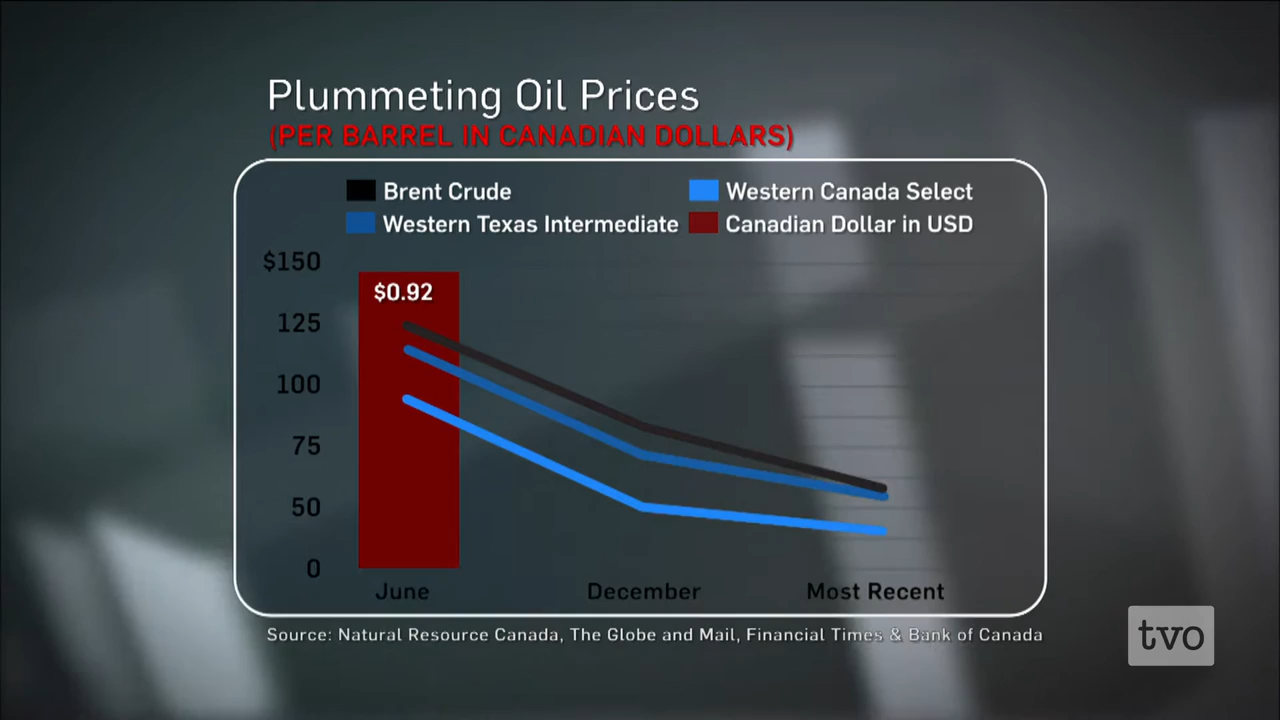 Plummeting Oil Prices
(PER BARREL IN CANADIAN DOLLARS)
Brent Crude
Western Canada Select
Western Texas Intermediate
Canadian Dollar in USD
$150
$0.92
125
100
75
50
0
June
December
Most Recent
Source: Natural Resource Canada, The Globe and Mail, Financial Times & Bank of Canada
tvo